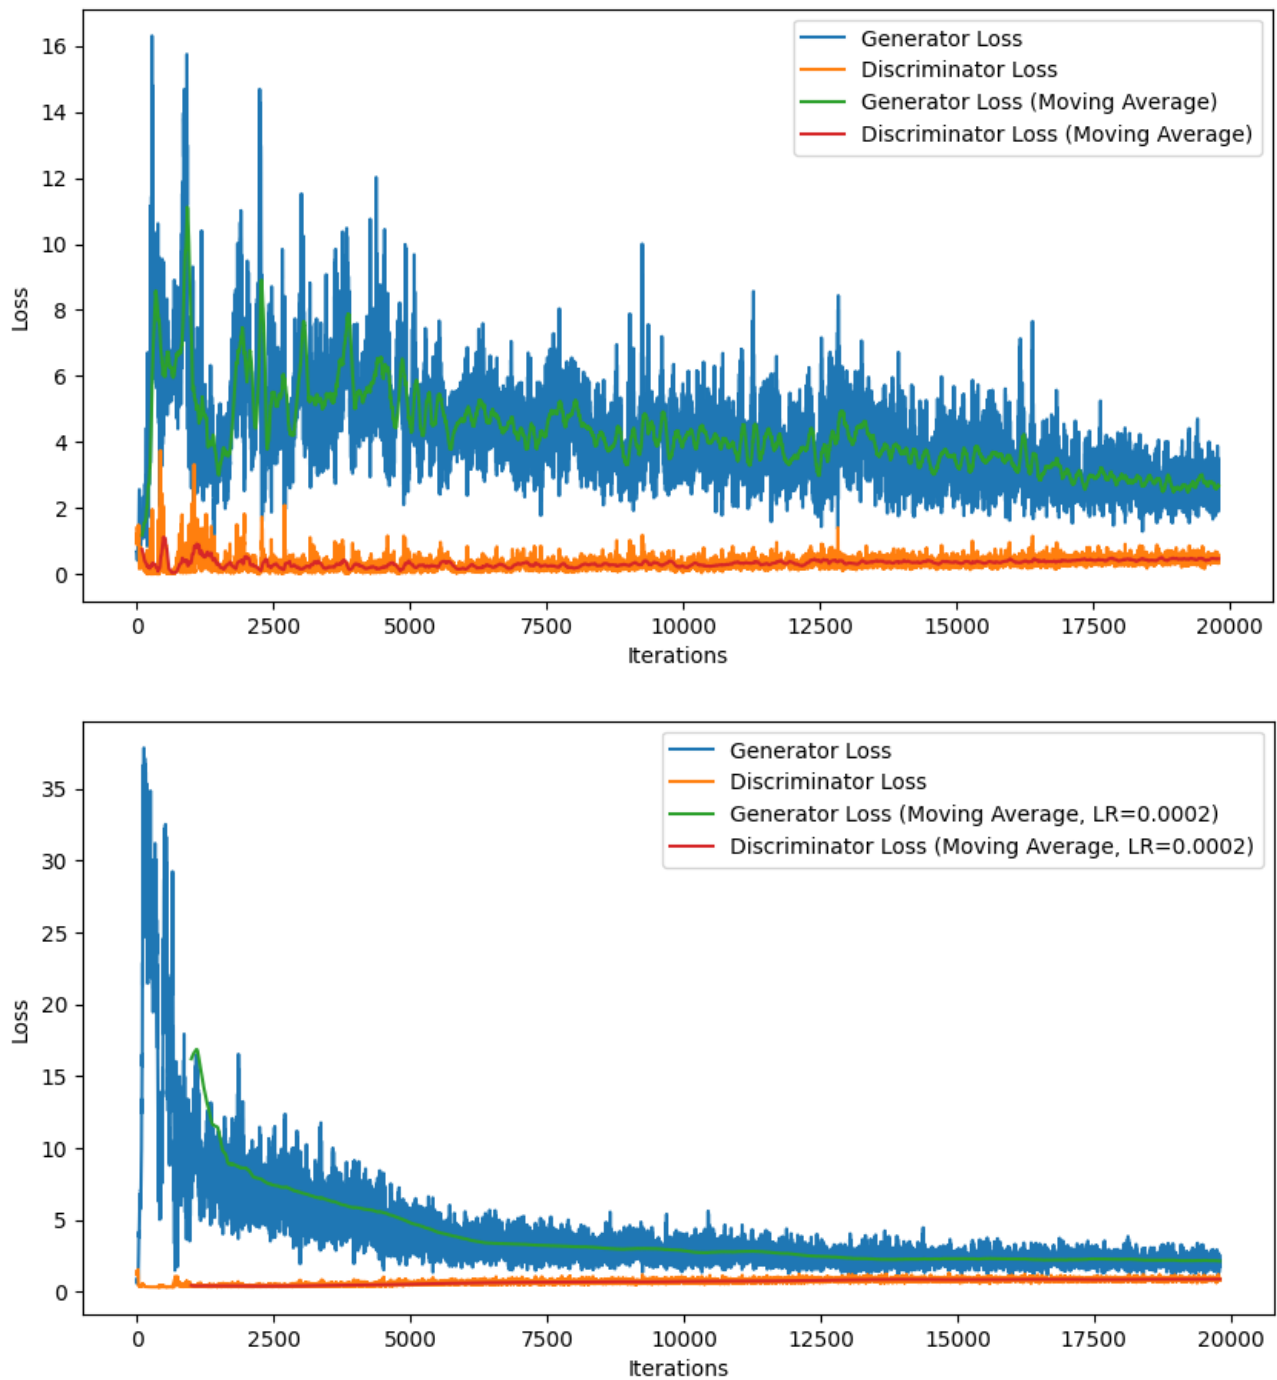 Generator Loss
Discriminator Loss
Generator Loss (Moving Average)
Discriminator Loss (Moving Average)
16
14
12
10
8
6
4
2
0
Loss
0 2500 5000 7500 10000 12500 15000 17500 20000
Iterations
Generator Loss
Discriminator Loss
Generator Loss (Moving Average, LR=0.0002)
Discriminator Loss (Moving Average, LR=0.0002)
35
30
25
20
15
10
5
0
Loss
0 2500 5000 7500 10000 12500 15000 17500 20000
Iterations